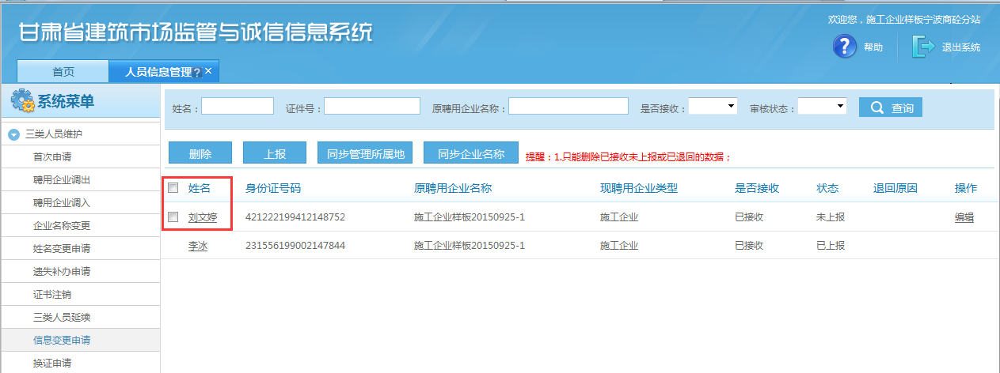 甘肃省建筑市场监管与诚信信息系统
欢迎您，施工企业样板宁波商砼分站
? 帮助 退出系统
首页 人员信息管理? ×
系统菜单
三类人员维护
首次申请
聘用企业调出
聘用企业调入
企业名称变更
姓名变更申请
遗失补办申请
证书注销
三类人员延续
信息变更申请
换证申请
姓名： 证件号： 原聘用企业名称： 是否接收： 审核状态： 查询
删除 上报 同步管理所属地 同步企业名称 提醒：1.只能删除已接收未上报或已退回的数据；
姓名 身份证号码 原聘用企业名称 现聘用企业类型 是否接收 状态 退回原因 操作
刘文婷 421222199412148752 施工企业样板20150925-1 施工企业 已接收 未上报 编辑
李冰 231556199002147844 施工企业样板20150925-1 施工企业 已接收 已上报